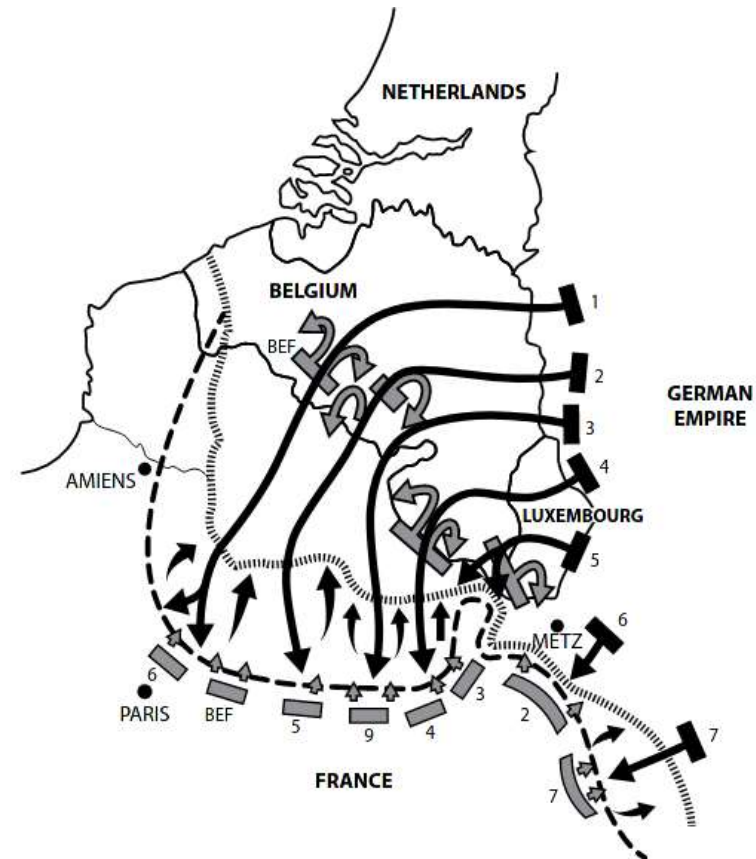 NETHERLANDS
BELGIUM
1
BEF
2
GERMAN
EMPIRE
3
4
AMIENS
LUXEMBOURG
5
METZ
6
6
3
PARIS
BEF
5
9
4
2
7
FRANCE
7